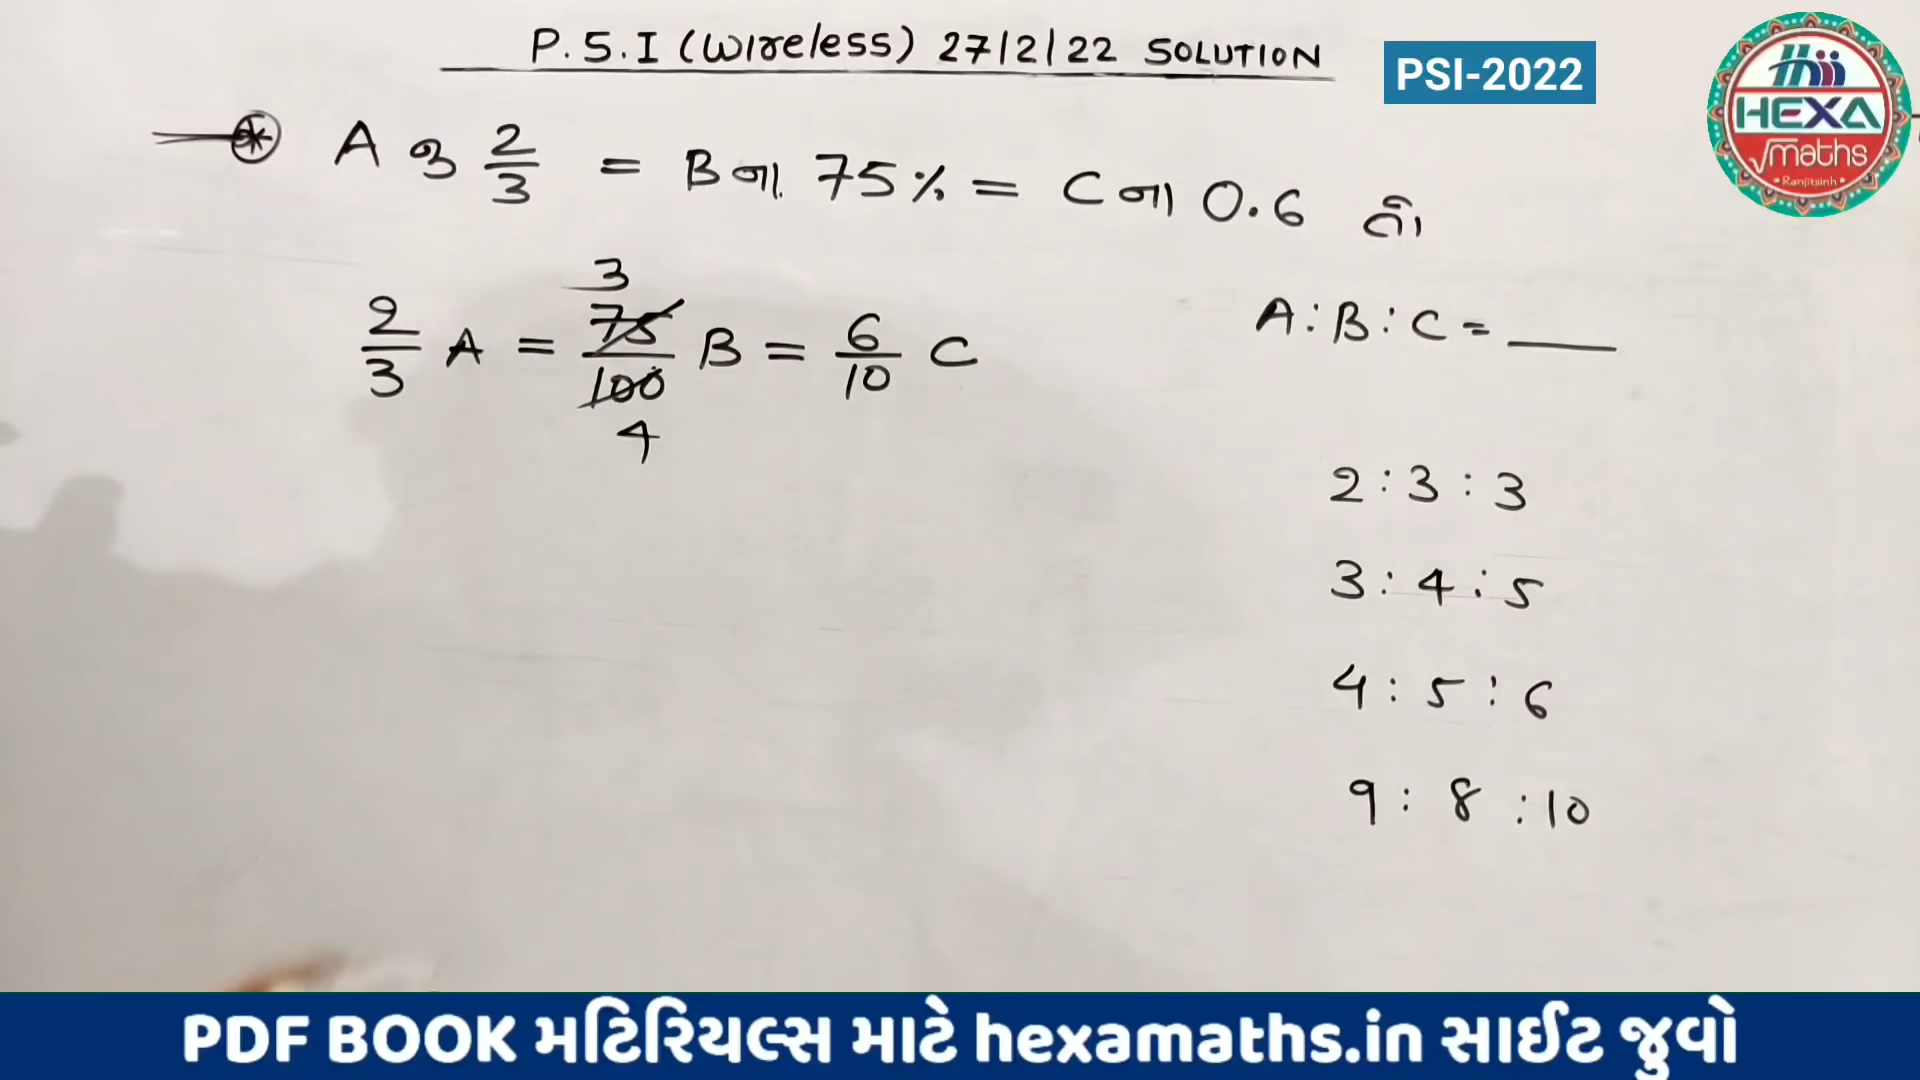 P.S.I (Wireless) 27/2/22 SOLUTION
PSI-2022
HEXA
√maths
• Ranjitsinh •
A નુ 2/3 = B ના 75% = C ના 0.6 તો
A : B : C = ___
3
2/3 A = 75/100 B = 6/10 C
4
2 : 3 : 3
3 : 4 : 5
4 : 5 : 6
9 : 8 : 10
PDF BOOK મટિરિયલ્સ માટે hexamaths.in સાઈટ જુવો